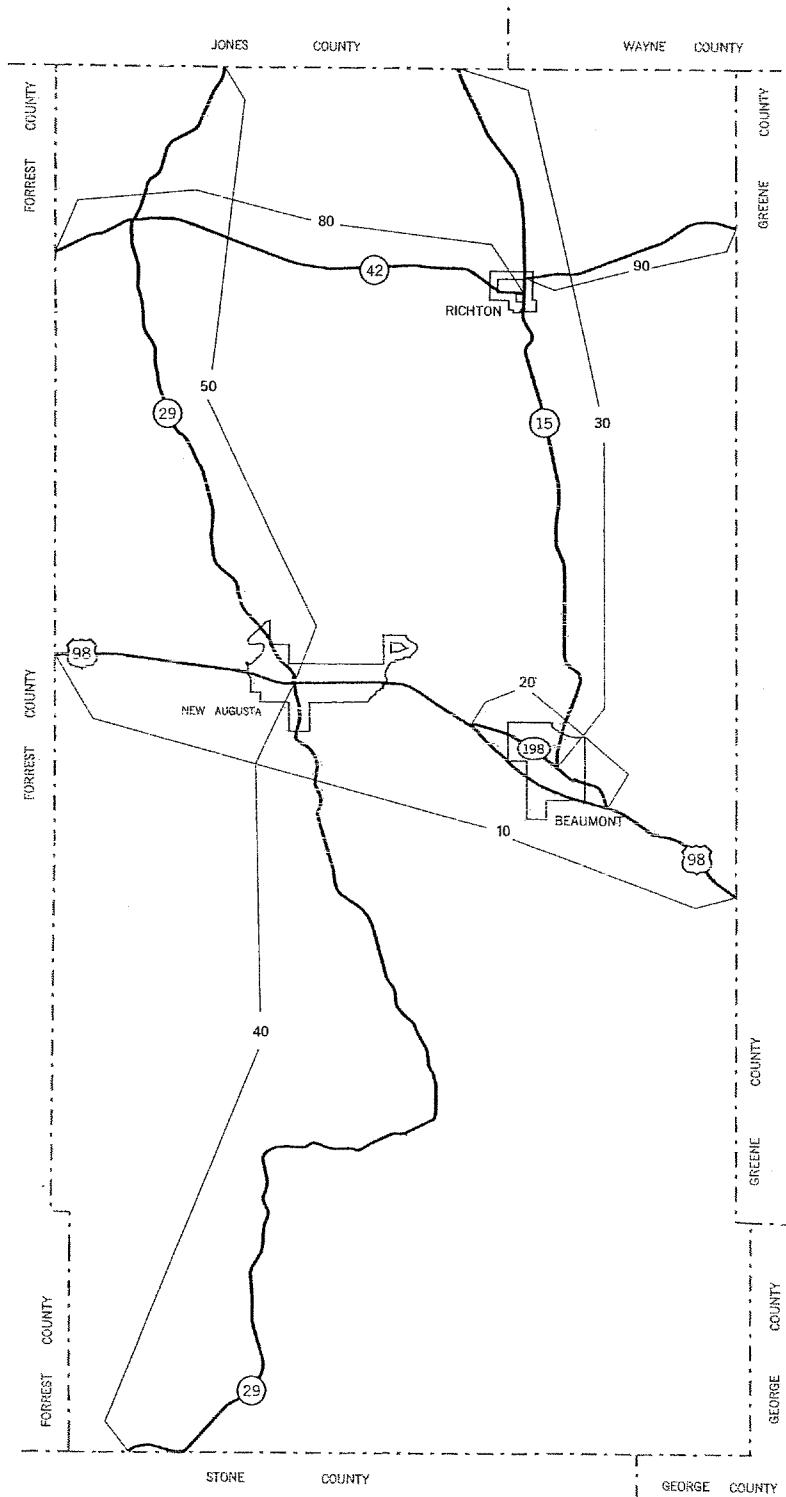 JONES COUNTY
WAYNE COUNTY
FORREST COUNTY
GREENE COUNTY
80
42
90
RICHTON
50
29
15
30
98
20
NEW AUGUSTA
198
FORREST COUNTY
BEAUMONT
10
98
40
GREENE COUNTY
FORREST COUNTY
GEORGE COUNTY
29
STONE COUNTY
GEORGE COUNTY